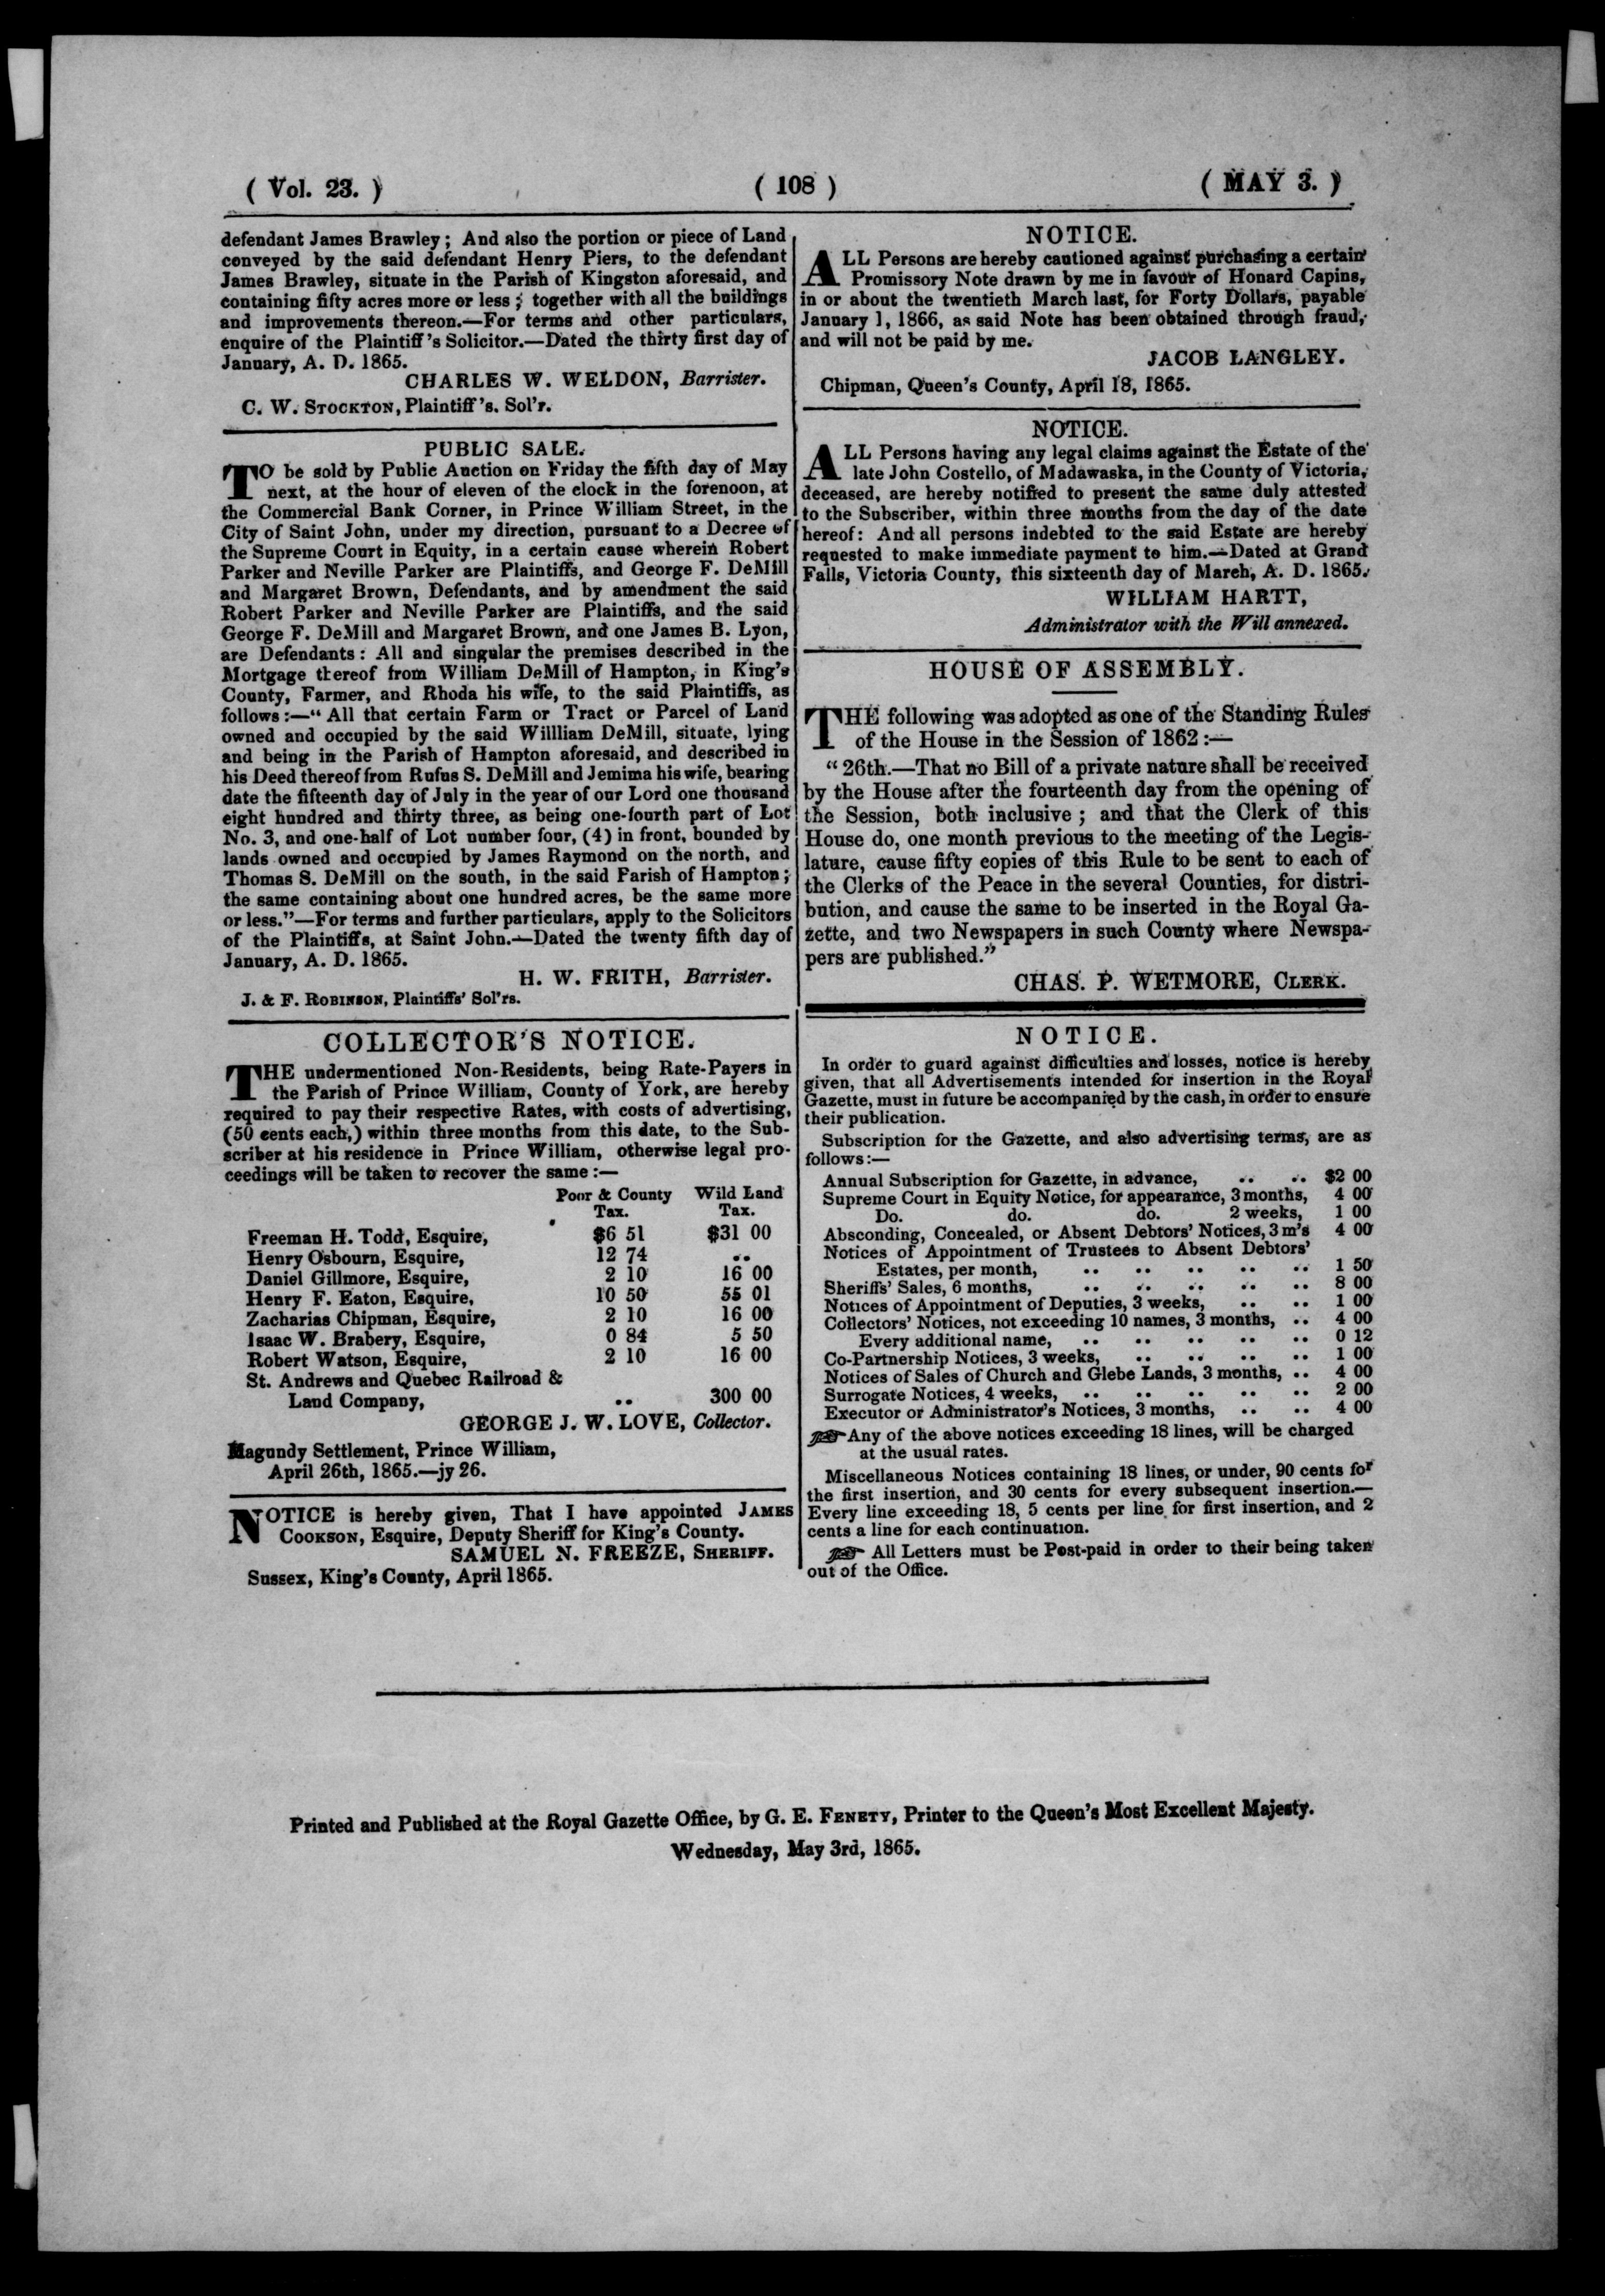 ( Vol. 23. )
( 108 )
( MAY 3. )
defendant James Brawley; And also the portion or piece of Land
conveyed by the said defendant Henry Piers, to the defendant
James Brawley, situate in the Parish of Kingston aforesaid, and
containing fifty acres more or less; together with all the buildings
and improvements thereon.—For terms and other particulars,
enquire of the Plaintiff's Solicitor.—Dated the thirty first day of
January, A. D. 1865.
CHARLES W. WELDON, Barrister.
C. W. STOCKTON, Plaintiff's. Sol'r.
PUBLIC SALE.
TO be sold by Public Auction on Friday the fifth day of May
next, at the hour of eleven of the clock in the forenoon, at
the Commercial Bank Corner, in Prince William Street, in the
City of Saint John, under my direction, pursuant to a Decree of
the Supreme Court in Equity, in a certain cause wherein Robert
Parker and Neville Parker are Plaintiffs, and George F. DeMill
and Margaret Brown, Defendants, and by amendment the said
Robert Parker and Neville Parker are Plaintiffs, and the said
George F. DeMill and Margaret Brown, and one James B. Lyon,
are Defendants: All and singular the premises described in the
Mortgage thereof from William DeMill of Hampton, in King's
County, Farmer, and Rhoda his wife, to the said Plaintiffs, as
follows:—"All that certain Farm or Tract or Parcel of Land
owned and occupied by the said Willliam DeMill, situate, lying
and being in the Parish of Hampton aforesaid, and described in
his Deed thereof from Rufus S. DeMill and Jemima his wife, bearing
date the fifteenth day of July in the year of our Lord one thousand
eight hundred and thirty three, as being one-fourth part of Lot
No. 3, and one-half of Lot number four, (4) in front, bounded by
lands owned and occupied by James Raymond on the north, and
Thomas S. DeMill on the south, in the said Parish of Hampton;
the same containing about one hundred acres, be the same more
or less."—For terms and further particulars, apply to the Solicitors
of the Plaintiffs, at Saint John.—Dated the twenty fifth day of
January, A. D. 1865.
H. W. FRITH, Barrister.
J. & F. ROBINSON, Plaintiffs' Sol'rs.
COLLECTOR'S NOTICE.
THE undermentioned Non-Residents, being Rate-Payers in
the Parish of Prince William, County of York, are hereby
required to pay their respective Rates, with costs of advertising,
(50 cents each,) within three months from this date, to the Sub-
scriber at his residence in Prince William, otherwise legal pro-
ceedings will be taken to recover the same:—
Poor & County Wild Land
Tax. Tax.
Freeman H. Todd, Esquire, $6 51 $31 00
Henry Osbourn, Esquire, 12 74 ..
Daniel Gillmore, Esquire, 2 10 16 00
Henry F. Eaton, Esquire, 10 50 55 01
Zacharias Chipman, Esquire, 2 10 16 00
Isaac W. Brabery, Esquire, 0 84 5 50
Robert Watson, Esquire, 2 10 16 00
St. Andrews and Quebec Railroad &
Land Company, .. 300 00
GEORGE J. W. LOVE, Collector.
Magundy Settlement, Prince William,
April 26th, 1865.—jy 26.
NOTICE is hereby given, That I have appointed JAMES
COOKSON, Esquire, Deputy Sheriff for King's County.
SAMUEL N. FREEZE, SHERIFF.
Sussex, King's County, April 1865.
NOTICE.
ALL Persons are hereby cautioned against purchasing a certain
Promissory Note drawn by me in favour of Honard Capins,
in or about the twentieth March last, for Forty Dollars, payable
January 1, 1866, as said Note has been obtained through fraud,
and will not be paid by me.
JACOB LANGLEY.
Chipman, Queen's County, April 18, 1865.
NOTICE.
ALL Persons having any legal claims against the Estate of the
late John Costello, of Madawaska, in the County of Victoria,
deceased, are hereby notified to present the same duly attested
to the Subscriber, within three months from the day of the date
hereof: And all persons indebted to the said Estate are hereby
requested to make immediate payment to him.—Dated at Grand
Falls, Victoria County, this sixteenth day of March, A. D. 1865.
WILLIAM HARTT,
Administrator with the Will annexed.
HOUSE OF ASSEMBLY.
THE following was adopted as one of the Standing Rules
of the House in the Session of 1862:—
"26th.—That no Bill of a private nature shall be received
by the House after the fourteenth day from the opening of
the Session, both inclusive; and that the Clerk of this
House do, one month previous to the meeting of the Legis-
lature, cause fifty copies of this Rule to be sent to each of
the Clerks of the Peace in the several Counties, for distri-
bution, and cause the same to be inserted in the Royal Ga-
zette, and two Newspapers in such County where Newspa-
pers are published."
CHAS. P. WETMORE, CLERK.
NOTICE.
In order to guard against difficulties and losses, notice is hereby
given, that all Advertisements intended for insertion in the Royal
Gazette, must in future be accompanied by the cash, in order to ensure
their publication.
Subscription for the Gazette, and also advertising terms, are as
follows:—
Annual Subscription for Gazette, in advance, .. .. $2 00
Supreme Court in Equity Notice, for appearance, 3 months, 4 00
Do. do. do. 2 weeks, 1 00
Absconding, Concealed, or Absent Debtors' Notices, 3 m's 4 00
Notices of Appointment of Trustees to Absent Debtors'
Estates, per month, .. .. .. .. .. 1 50
Sheriffs' Sales, 6 months, .. .. .. .. .. 8 00
Notices of Appointment of Deputies, 3 weeks, .. .. 1 00
Collectors' Notices, not exceeding 10 names, 3 months, .. 4 00
Every additional name, .. .. .. .. .. 0 12
Co-Partnership Notices, 3 weeks, .. .. .. .. 1 00
Notices of Sales of Church and Glebe Lands, 3 months, .. 4 00
Surrogate Notices, 4 weeks, .. .. .. .. .. 2 00
Executor or Administrator's Notices, 3 months, .. .. 4 00
☞ Any of the above notices exceeding 18 lines, will be charged
at the usual rates.
Miscellaneous Notices containing 18 lines, or under, 90 cents for
the first insertion, and 30 cents for every subsequent insertion.—
Every line exceeding 18, 5 cents per line for first insertion, and 2
cents a line for each continuation.
☞ All Letters must be Post-paid in order to their being taken
out of the Office.
Printed and Published at the Royal Gazette Office, by G. E. FENETY, Printer to the Queen's Most Excellent Majesty.
Wednesday, May 3rd, 1865.